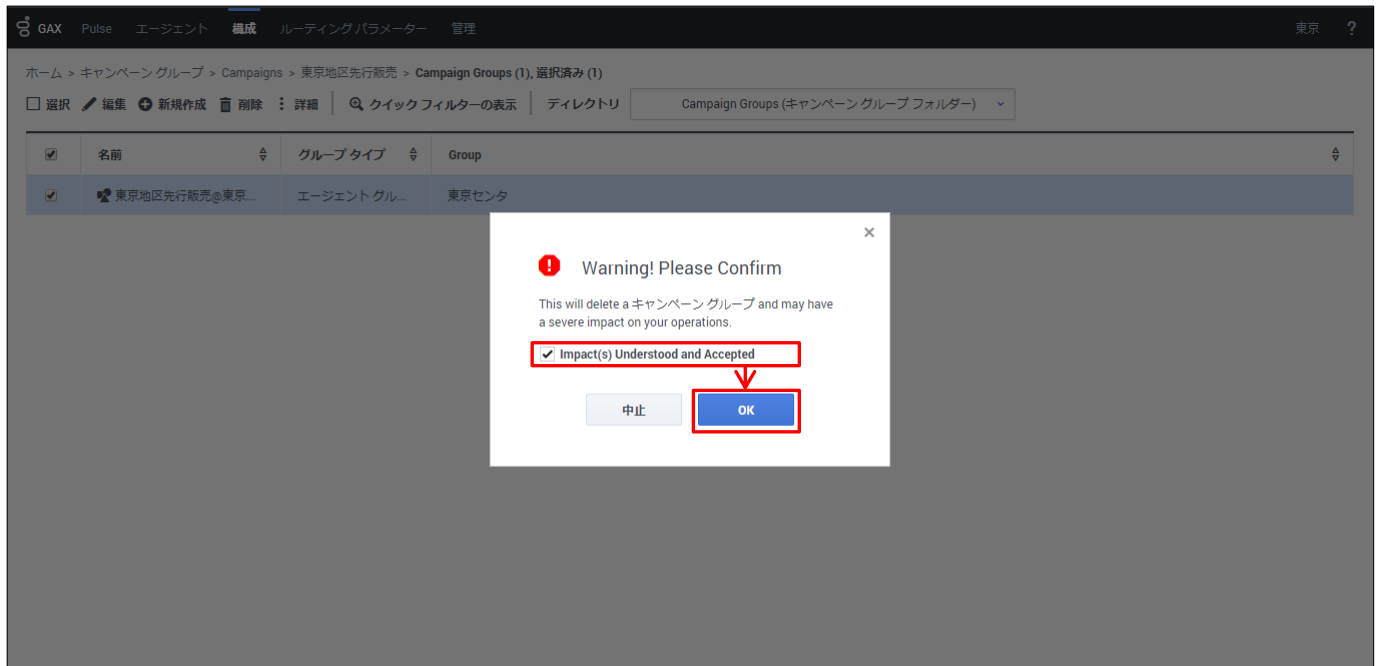 GAX Pulse エージェント 構成 ルーティング パラメーター 管理 東京 ?
ホーム > キャンペーン グループ > Campaigns > 東京地区先行販売 > Campaign Groups (1), 選択済み (1)
選択 編集 新規作成 削除 詳細 クイック フィルターの表示 ディレクトリ Campaign Groups (キャンペーン グループ フォルダー)
名前 グループ タイプ Group
東京地区先行販売@東京... エージェント グル... 東京センタ
Warning! Please Confirm
This will delete a キャンペーン グループ and may have
a severe impact on your operations.
Impact(s) Understood and Accepted
中止 OK